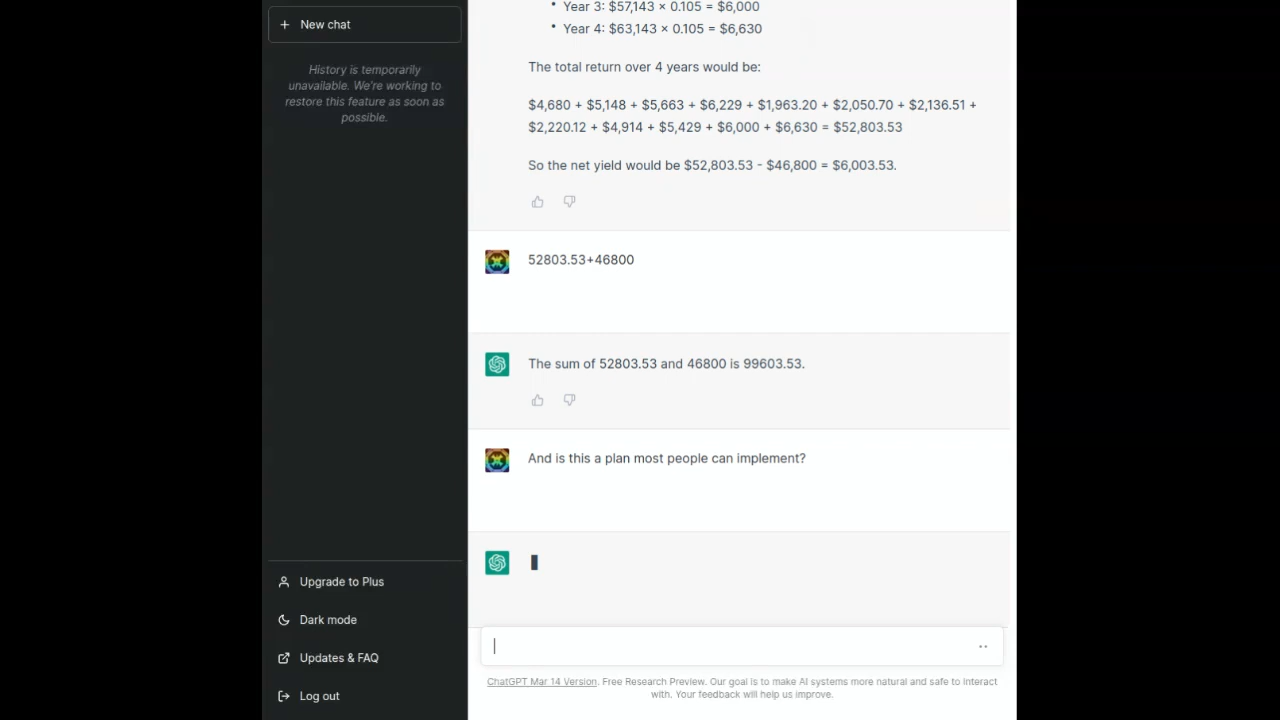 New chat
History is temporarily
unavailable. We're working to
restore this feature as soon as
possible.
Upgrade to Plus
Dark mode
Updates & FAQ
Log out
• Year 3: $57,143 × 0.105 = $6,000
• Year 4: $63,143 × 0.105 = $6,630
The total return over 4 years would be:
$4,680 + $5,148 + $5,663 + $6,229 + $1,963.20 + $2,050.70 + $2,136.51 +
$2,220.12 + $4,914 + $5,429 + $6,000 + $6,630 = $52,803.53
So the net yield would be $52,803.53 - $46,800 = $6,003.53.
52803.53+46800
The sum of 52803.53 and 46800 is 99603.53.
And is this a plan most people can implement?
ChatGPT Mar 14 Version. Free Research Preview. Our goal is to make AI systems more natural and safe to interact
with. Your feedback will help us improve.